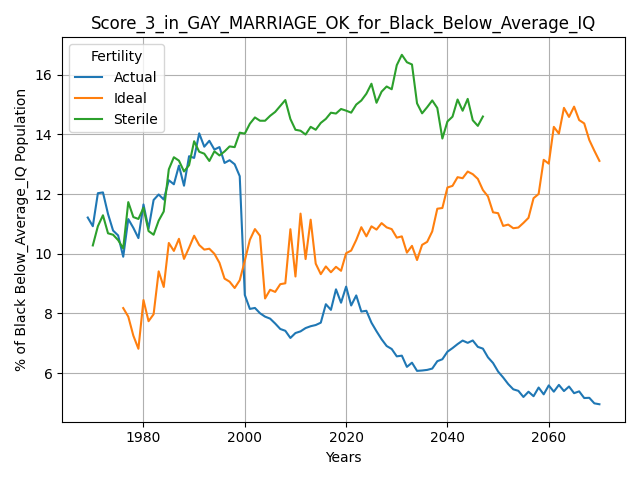 Score_3_in_GAY_MARRIAGE_OK_for_Black_Below_Average_IQ
Fertility
Actual
Ideal
Sterile
% of Black Below_Average_IQ Population
16
14
12
10
8
6
1980
2000
2020
2040
2060
Years